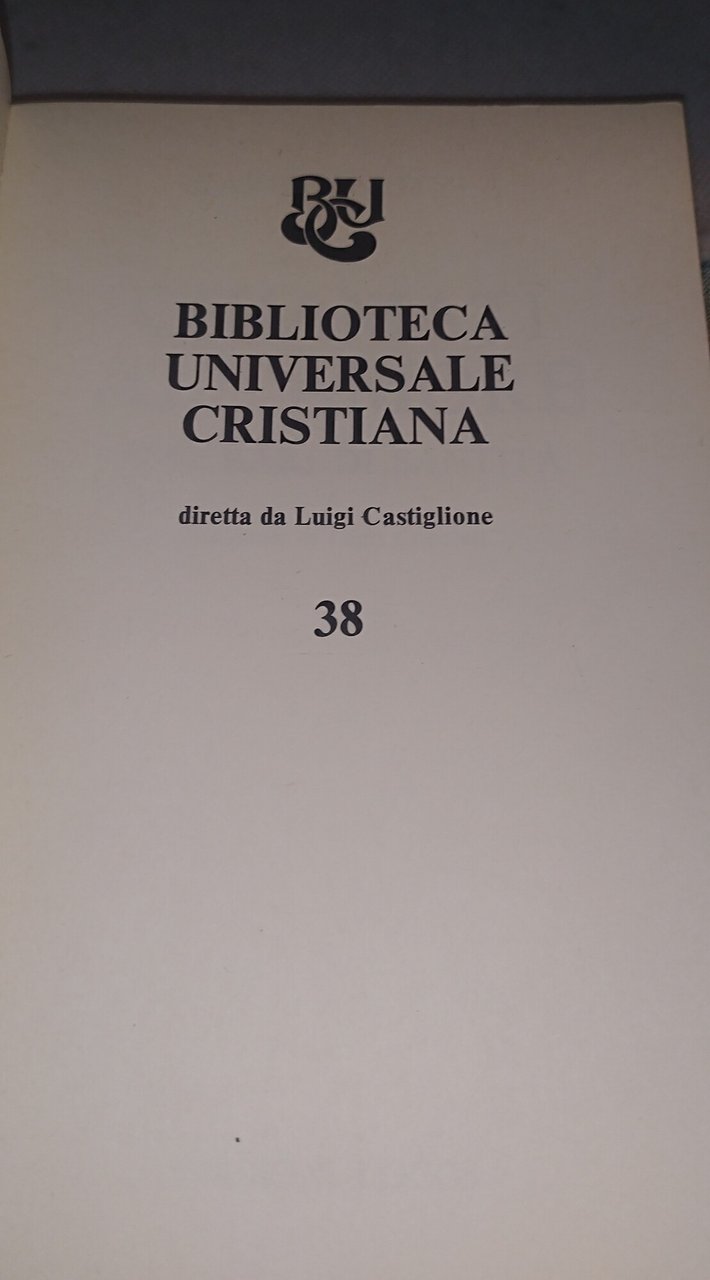 BUC
BIBLIOTECA
UNIVERSALE
CRISTIANA
diretta da Luigi Castiglione
38